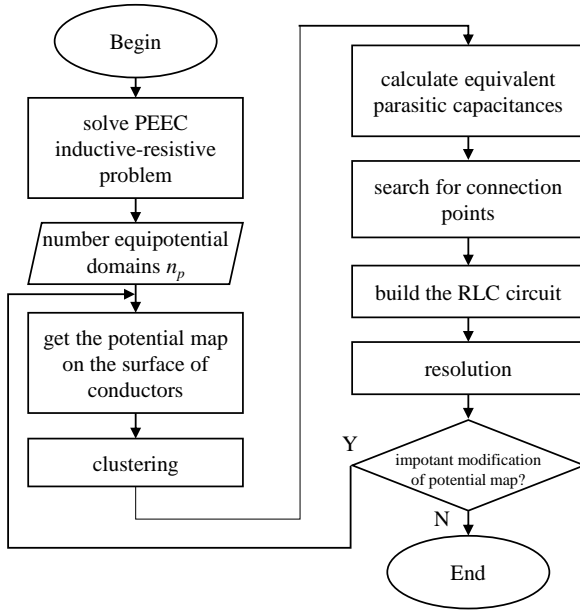 Begin
solve PEEC
inductive-resistive
problem
number equipotential
domains n_p
get the potential map
on the surface of
conductors
clustering
calculate equivalent
parasitic capacitances
search for connection
points
build the RLC circuit
resolution
impotant modification
of potential map?
Y
N
End